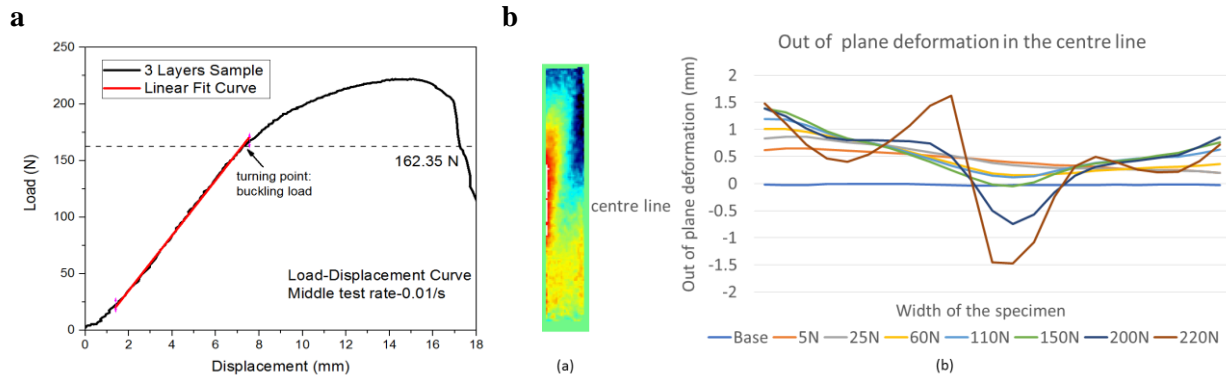 a
250
200
150
100
50
0
Load (N)
3 Layers Sample
Linear Fit Curve
162.35 N
turning point:
buckling load
Load-Displacement Curve
Middle test rate-0.01/s
0 2 4 6 8 10 12 14 16 18
Displacement (mm)
b
centre line
(a)
Out of plane deformation in the centre line
Out of plane deformation (mm)
2
1.5
1
0.5
0
-0.5
-1
-1.5
-2
Width of the specimen
Base 5N 25N 60N 110N 150N 200N 220N
(b)